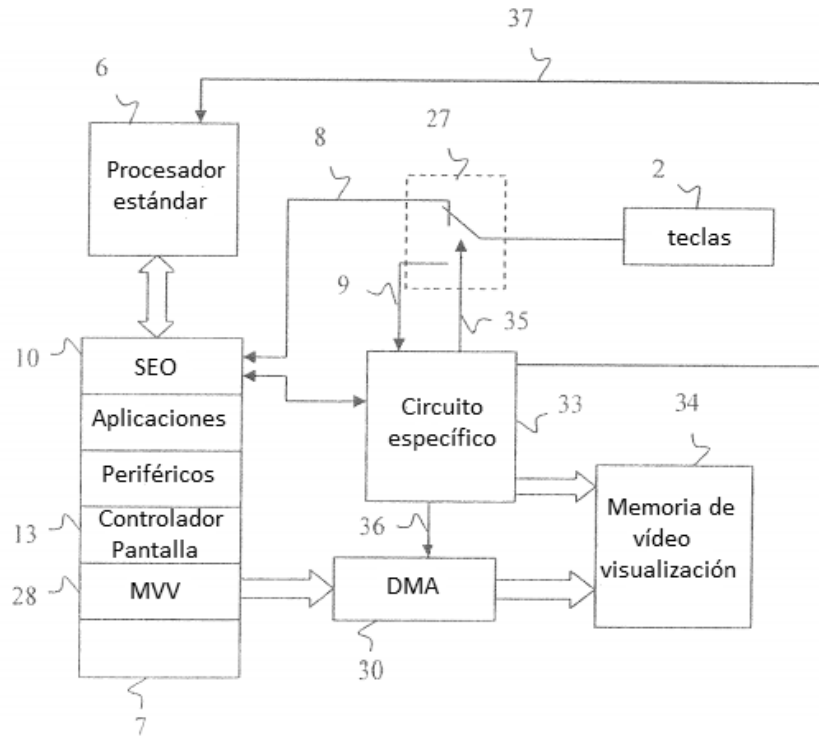 37
6
27
Procesador
estándar
8
2
teclas
9
35
10
SEO
Aplicaciones
Circuito
específico
33
34
Periféricos
13
Controlador
Pantalla
36
Memoria de
vídeo
visualización
28
MVV
DMA
30
7